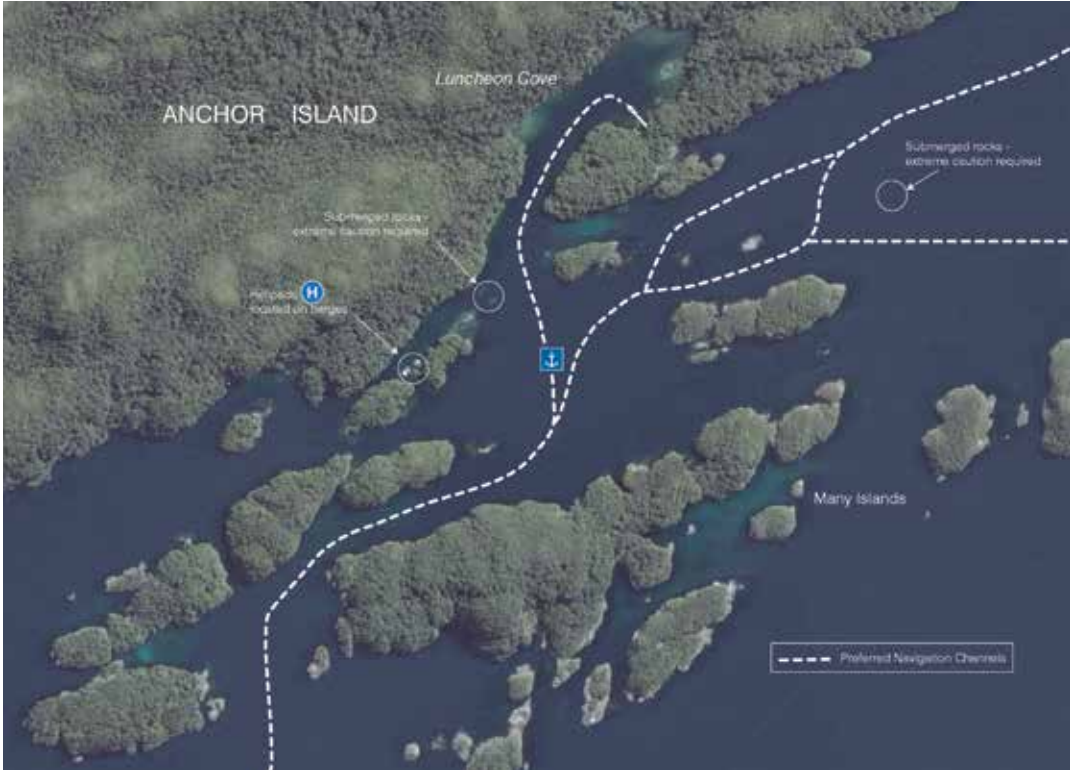 Luncheon Cove
ANCHOR ISLAND
Submerged rocks -
extreme caution required
Submerged rocks -
extreme caution required
H
located on barges
Many Islands
Preferred Navigation Channels